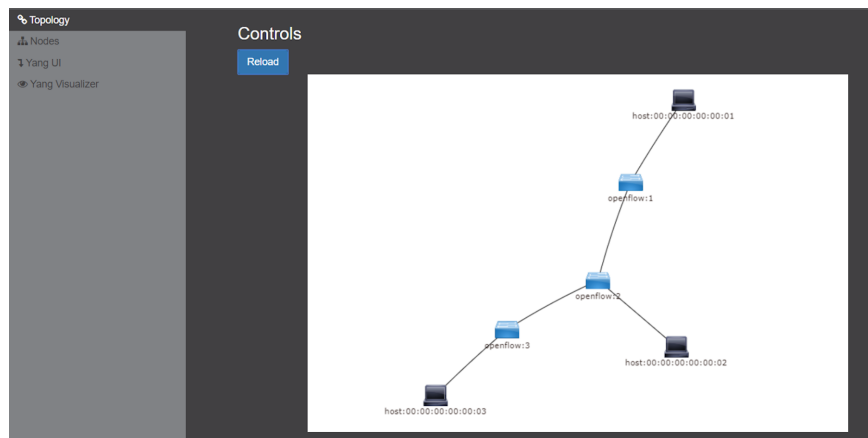 Topology
Nodes
Yang UI
Yang Visualizer
Controls
Reload
host:00:00:00:00:00:01
openflow:1
openflow:2
openflow:3
host:00:00:00:00:00:02
host:00:00:00:00:00:03